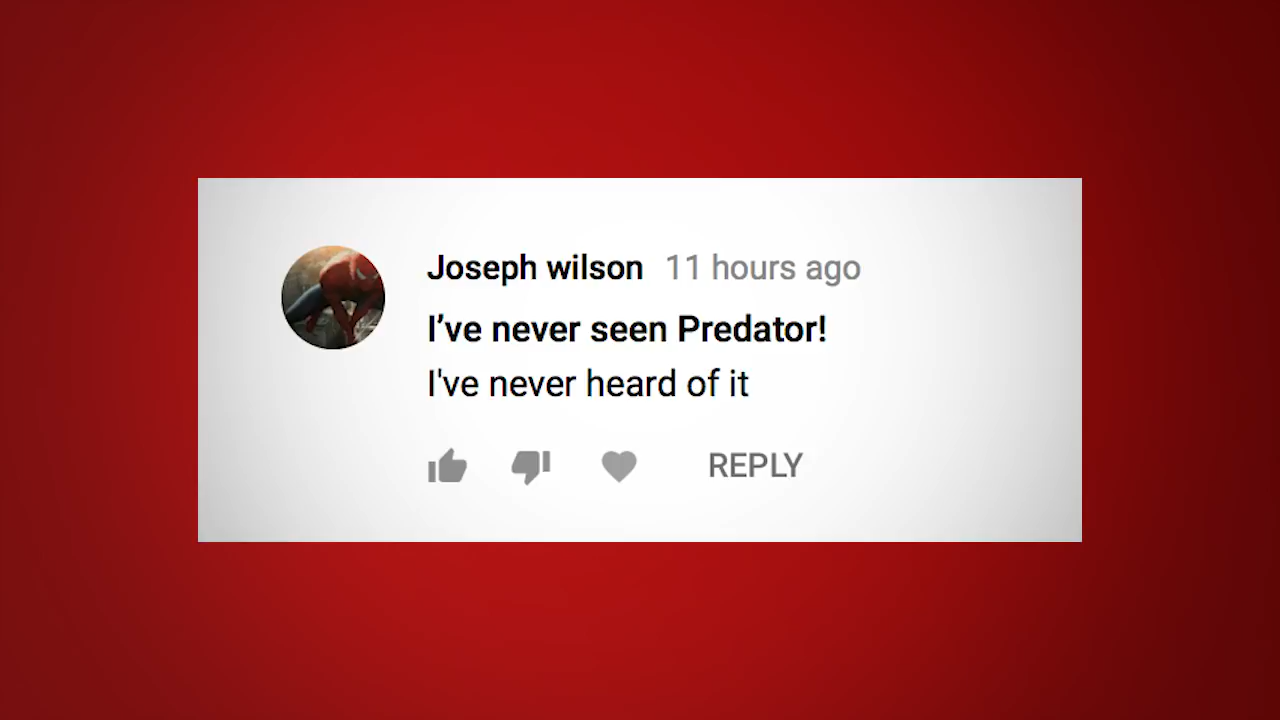 Joseph wilson 11 hours ago
I’ve never seen Predator!
I've never heard of it
REPLY